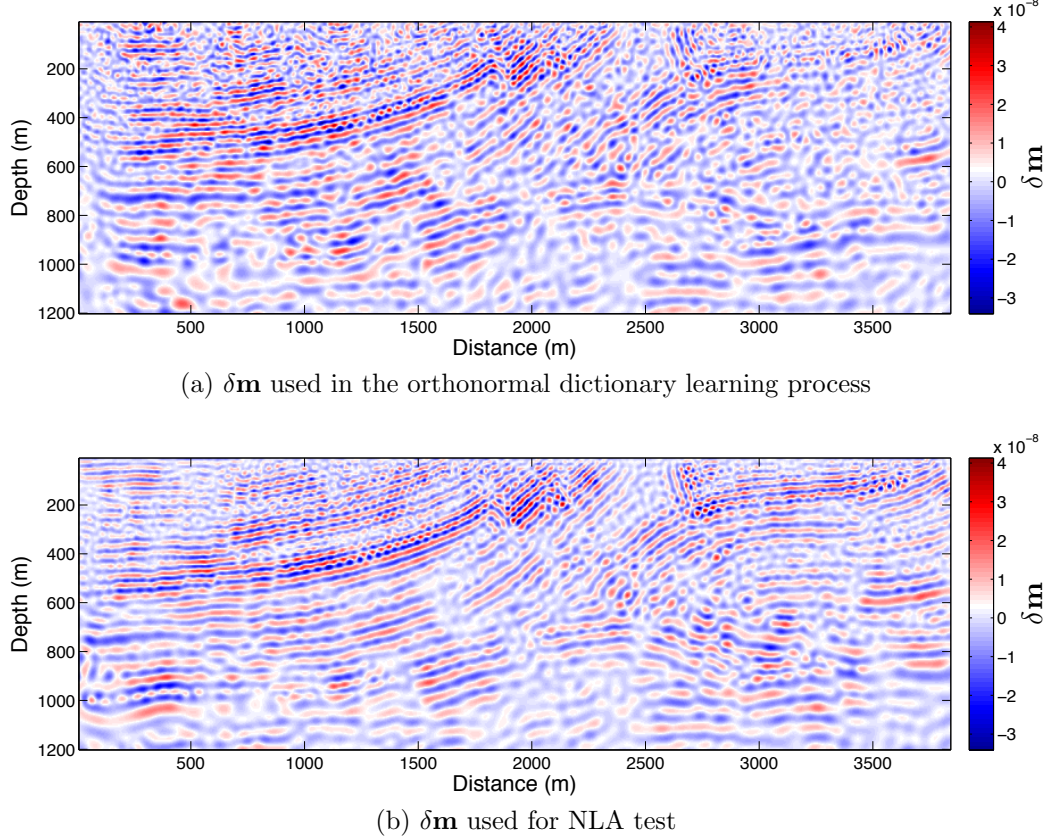 x 10⁻⁸
4
200
3
400
2
Depth (m)
1
600
0
δm
800
−1
1000
−2
−3
1200
500 1000 1500 2000 2500 3000 3500
Distance (m)
(a) δm used in the orthonormal dictionary learning process
x 10⁻⁸
4
200
3
400
2
Depth (m)
1
600
0
δm
800
−1
1000
−2
−3
1200
500 1000 1500 2000 2500 3000 3500
Distance (m)
(b) δm used for NLA test